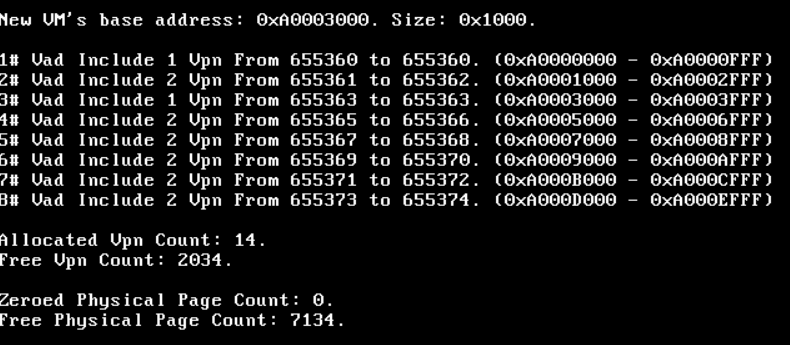 New VM's base address: 0xA0003000. Size: 0x1000.
1# Vad Include 1 Vpn From 655360 to 655360. (0xA0000000 - 0xA0000FFF)
2# Vad Include 2 Vpn From 655361 to 655362. (0xA0001000 - 0xA0002FFF)
3# Vad Include 1 Vpn From 655363 to 655363. (0xA0003000 - 0xA0003FFF)
4# Vad Include 2 Vpn From 655365 to 655366. (0xA0005000 - 0xA0006FFF)
5# Vad Include 2 Vpn From 655367 to 655368. (0xA0007000 - 0xA0008FFF)
6# Vad Include 2 Vpn From 655369 to 655370. (0xA0009000 - 0xA000AFFF)
7# Vad Include 2 Vpn From 655371 to 655372. (0xA000B000 - 0xA000CFFF)
8# Vad Include 2 Vpn From 655373 to 655374. (0xA000D000 - 0xA000EFFF)
Allocated Vpn Count: 14.
Free Vpn Count: 2034.
Zeroed Physical Page Count: 0.
Free Physical Page Count: 7134.